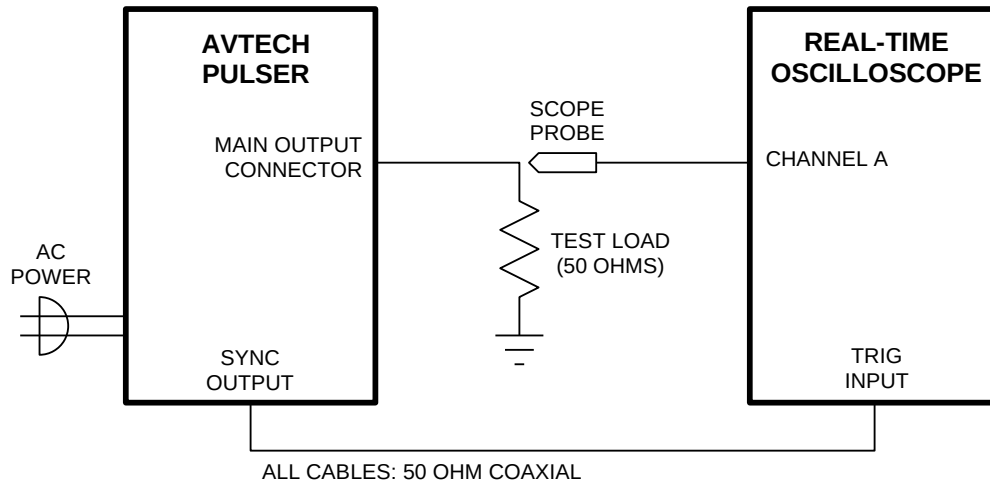 AVTECH
PULSER
REAL-TIME
OSCILLOSCOPE
SCOPE
PROBE
MAIN OUTPUT
CONNECTOR
CHANNEL A
TEST LOAD
(50 OHMS)
AC
POWER
SYNC
OUTPUT
TRIG
INPUT
ALL CABLES: 50 OHM COAXIAL